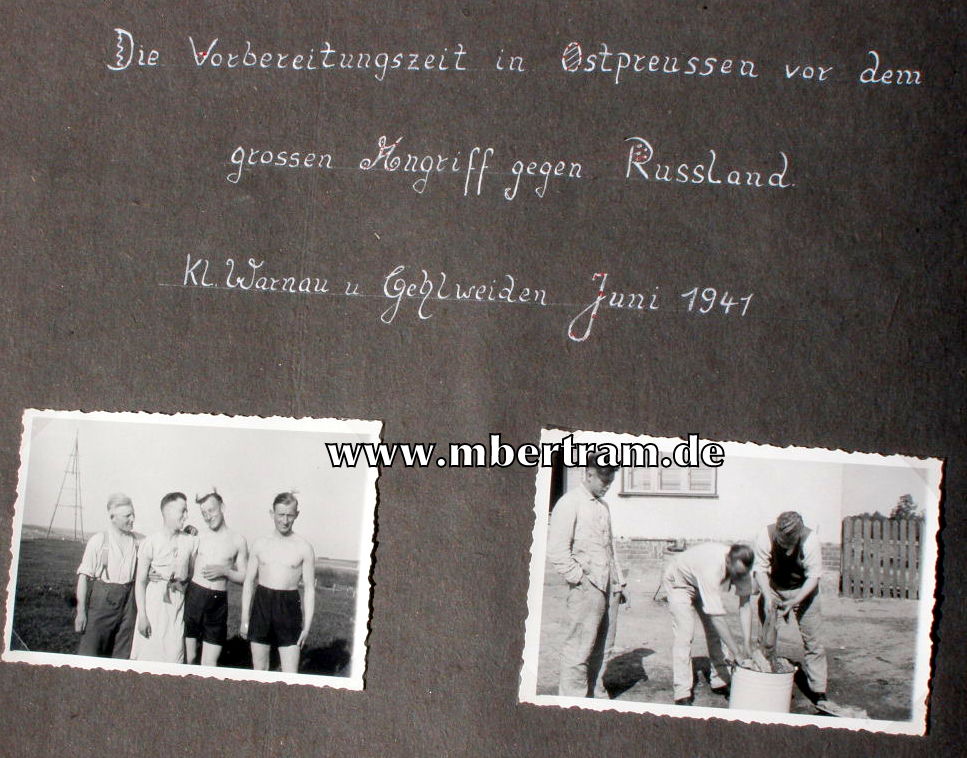 Die Vorbereitungszeit in Ostpreussen vor dem
grossen Angriff gegen Russland.
Kl. Warnau u Gehlweiden Juni 1941
www.mbertram.de